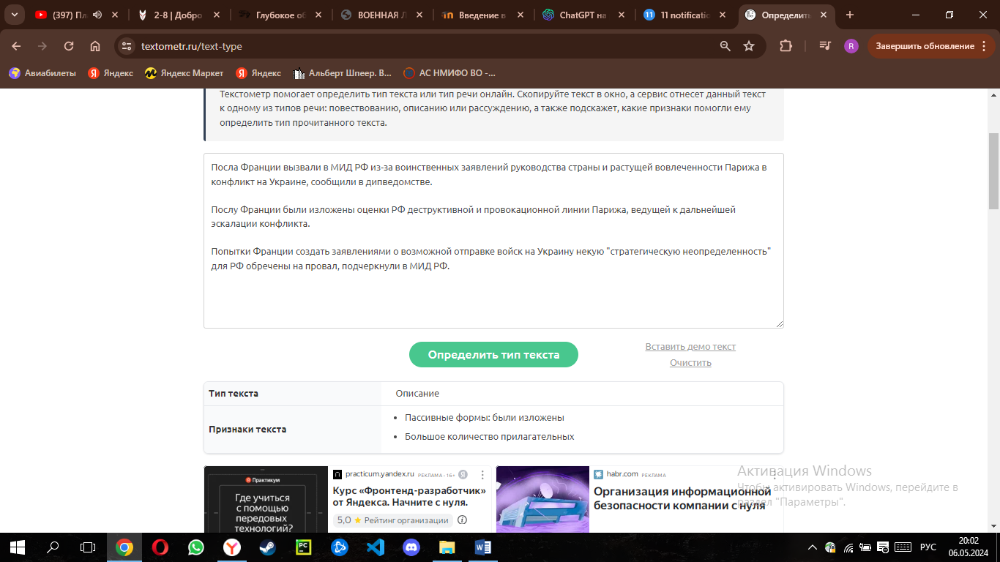 (397) Пл
2-8 | Добро
Глубокое об
ВОЕННАЯ Л
Введение в
ChatGPT на
11 notificatio
Определить
textometr.ru/text-type
R
Завершить обновление
Авиабилеты
Яндекс
Яндекс Маркет
Яндекс
Альберт Шпеер. В...
АС НМИФО ВО -...
Текстометр помогает определить тип текста или тип речи онлайн. Скопируйте текст в окно, а сервис отнесет данный текст
к одному из типов речи: повествованию, описанию или рассуждению, а также подскажет, какие признаки помогли ему
определить тип прочитанного текста.
Посла Франции вызвали в МИД РФ из-за воинственных заявлений руководства страны и растущей вовлеченности Парижа в
конфликт на Украине, сообщили в дипведомстве.
Послу Франции были изложены оценки РФ деструктивной и провокационной линии Парижа, ведущей к дальнейшей
эскалации конфликта.
Попытки Франции создать заявлениями о возможной отправке войск на Украину некую "стратегическую неопределенность"
для РФ обречены на провал, подчеркнули в МИД РФ.
Определить тип текста
Вставить демо текст
Очистить
Тип текста
Описание
Признаки текста
Пассивные формы: были изложены
Большое количество прилагательных
Практикум
Где учиться
с помощью
передовых
технологий?
practicum.yandex.ru РЕКЛАМА • 16+
Курс «Фронтенд-разработчик»
от Яндекса. Начните с нуля.
5,0 Рейтинг организации
habr.com РЕКЛАМА
Организация информационной
безопасности компании с нуля
Активация Windows
Чтобы активировать Windows, перейдите в
раздел "Параметры".
РУС
20:02
06.05.2024